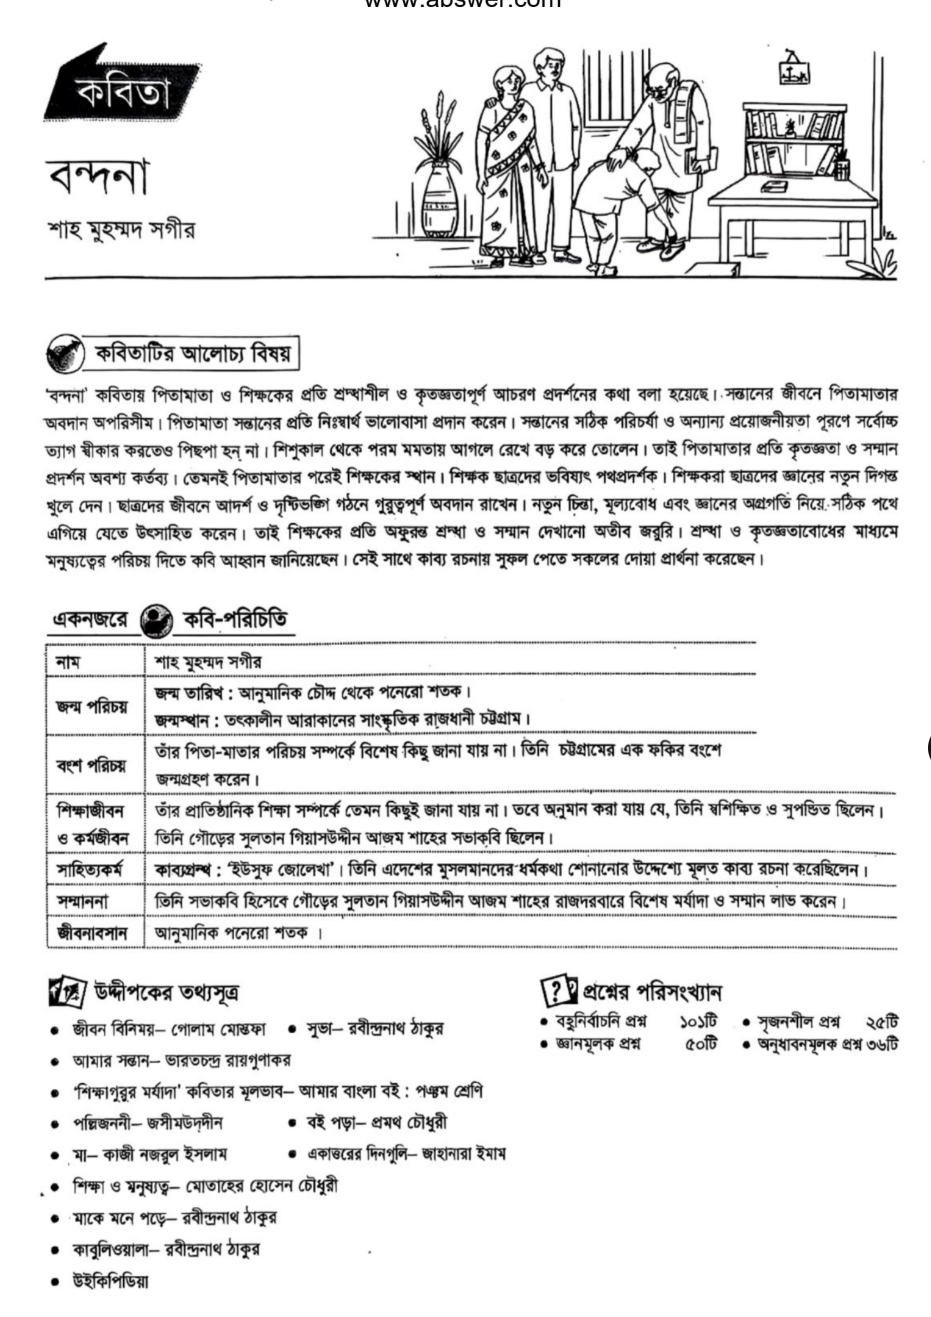 www.abswer.com
কবিতা
বন্দনা
শাহ মুহম্মদ সগীর
কবিতাটির আলোচ্য বিষয়
'বন্দনা' কবিতায় পিতামাতা ও শিক্ষকের প্রতি শ্রদ্ধাশীল ও কৃতজ্ঞতাপূর্ণ আচরণ প্রদর্শনের কথা বলা হয়েছে। সন্তানের জীবনে পিতামাতার
অবদান অপরিসীম। পিতামাতা সন্তানের প্রতি নিঃস্বার্থ ভালোবাসা প্রদান করেন। সন্তানের সঠিক পরিচর্যা ও অন্যান্য প্রয়োজনীয়তা পূরণে সর্বোচ্চ
ত্যাগ স্বীকার করতেও পিছপা হন না। শিশুকাল থেকে পরম মমতায় আগলে রেখে বড় করে তোলেন। তাই পিতামাতার প্রতি কৃতজ্ঞতা ও সম্মান
প্রদর্শন অবশ্য কর্তব্য। তেমনই পিতামাতার পরেই শিক্ষকের স্থান। শিক্ষক ছাত্রদের ভবিষ্যৎ পথপ্রদর্শক। শিক্ষকরা ছাত্রদের জ্ঞানের নতুন দিগন্ত
খুলে দেন। ছাত্রদের জীবনে আদর্শ ও দৃষ্টিভঙ্গি গঠনে গুরুত্বপূর্ণ অবদান রাখেন। নতুন চিন্তা, মূল্যবোধ এবং জ্ঞানের অগ্রগতি নিয়ে সঠিক পথে
এগিয়ে যেতে উৎসাহিত করেন। তাই শিক্ষকের প্রতি অফুরন্ত শ্রদ্ধা ও সম্মান দেখানো অতীব জরুরি। শ্রদ্ধা ও কৃতজ্ঞতাবোধের মাধ্যমে
মনুষ্যত্বের পরিচয় দিতে কবি আহ্বান জানিয়েছেন। সেই সাথে কাব্য রচনায় সুফল পেতে সকলের দোয়া প্রার্থনা করেছেন।
একনজরে কবি-পরিচিতি
নাম শাহ মুহম্মদ সগীর
জন্ম পরিচয় জন্ম তারিখ : আনুমানিক চৌদ্দ থেকে পনেরো শতক।
জন্মস্থান : তৎকালীন আরাকানের সাংস্কৃতিক রাজধানী চট্টগ্রাম।
বংশ পরিচয় তাঁর পিতা-মাতার পরিচয় সম্পর্কে বিশেষ কিছু জানা যায় না। তিনি চট্টগ্রামের এক ফকির বংশে
জন্মগ্রহণ করেন।
শিক্ষাজীবন তাঁর প্রাতিষ্ঠানিক শিক্ষা সম্পর্কে তেমন কিছুই জানা যায় না। তবে অনুমান করা যায় যে, তিনি স্বশিক্ষিত ও সুপণ্ডিত ছিলেন।
ও কর্মজীবন তিনি গৌড়ের সুলতান গিয়াসউদ্দীন আজম শাহের সভাকবি ছিলেন।
সাহিত্যকর্ম কাব্যগ্রন্থ : 'ইউসুফ জোলেখা'। তিনি এদেশের মুসলমানদের ধর্মকথা শোনানোর উদ্দেশ্যে মূলত কাব্য রচনা করেছিলেন।
সম্মাননা তিনি সভাকবি হিসেবে গৌড়ের সুলতান গিয়াসউদ্দীন আজম শাহের রাজদরবারে বিশেষ মর্যাদা ও সম্মান লাভ করেন।
জীবনাবসান আনুমানিক পনেরো শতক ।
উদ্দীপকের তথ্যসূত্র
• জীবন বিনিময়– গোলাম মোস্তফা • সুভা– রবীন্দ্রনাথ ঠাকুর
• আমার সন্তান– ভারতচন্দ্র রায়গুণাকর
• 'শিক্ষাগুরুর মর্যাদা' কবিতার মূলভাব– আমার বাংলা বই : পঞ্চম শ্রেণি
• পল্লিজননী– জসীমউদ্দীন • বই পড়া– প্রমথ চৌধুরী
• মা– কাজী নজরুল ইসলাম • একাত্তরের দিনগুলি– জাহানারা ইমাম
• শিক্ষা ও মনুষ্যত্ব– মোতাহের হোসেন চৌধুরী
• মাকে মনে পড়ে– রবীন্দ্রনাথ ঠাকুর
• কাবুলিওয়ালা– রবীন্দ্রনাথ ঠাকুর
• উইকিপিডিয়া
প্রশ্নের পরিসংখ্যান
• বহুনির্বাচনি প্রশ্ন ১০১টি • সৃজনশীল প্রশ্ন ২৫টি
• জ্ঞানমূলক প্রশ্ন ৫০টি • অনুধাবনমূলক প্রশ্ন ৩৬টি